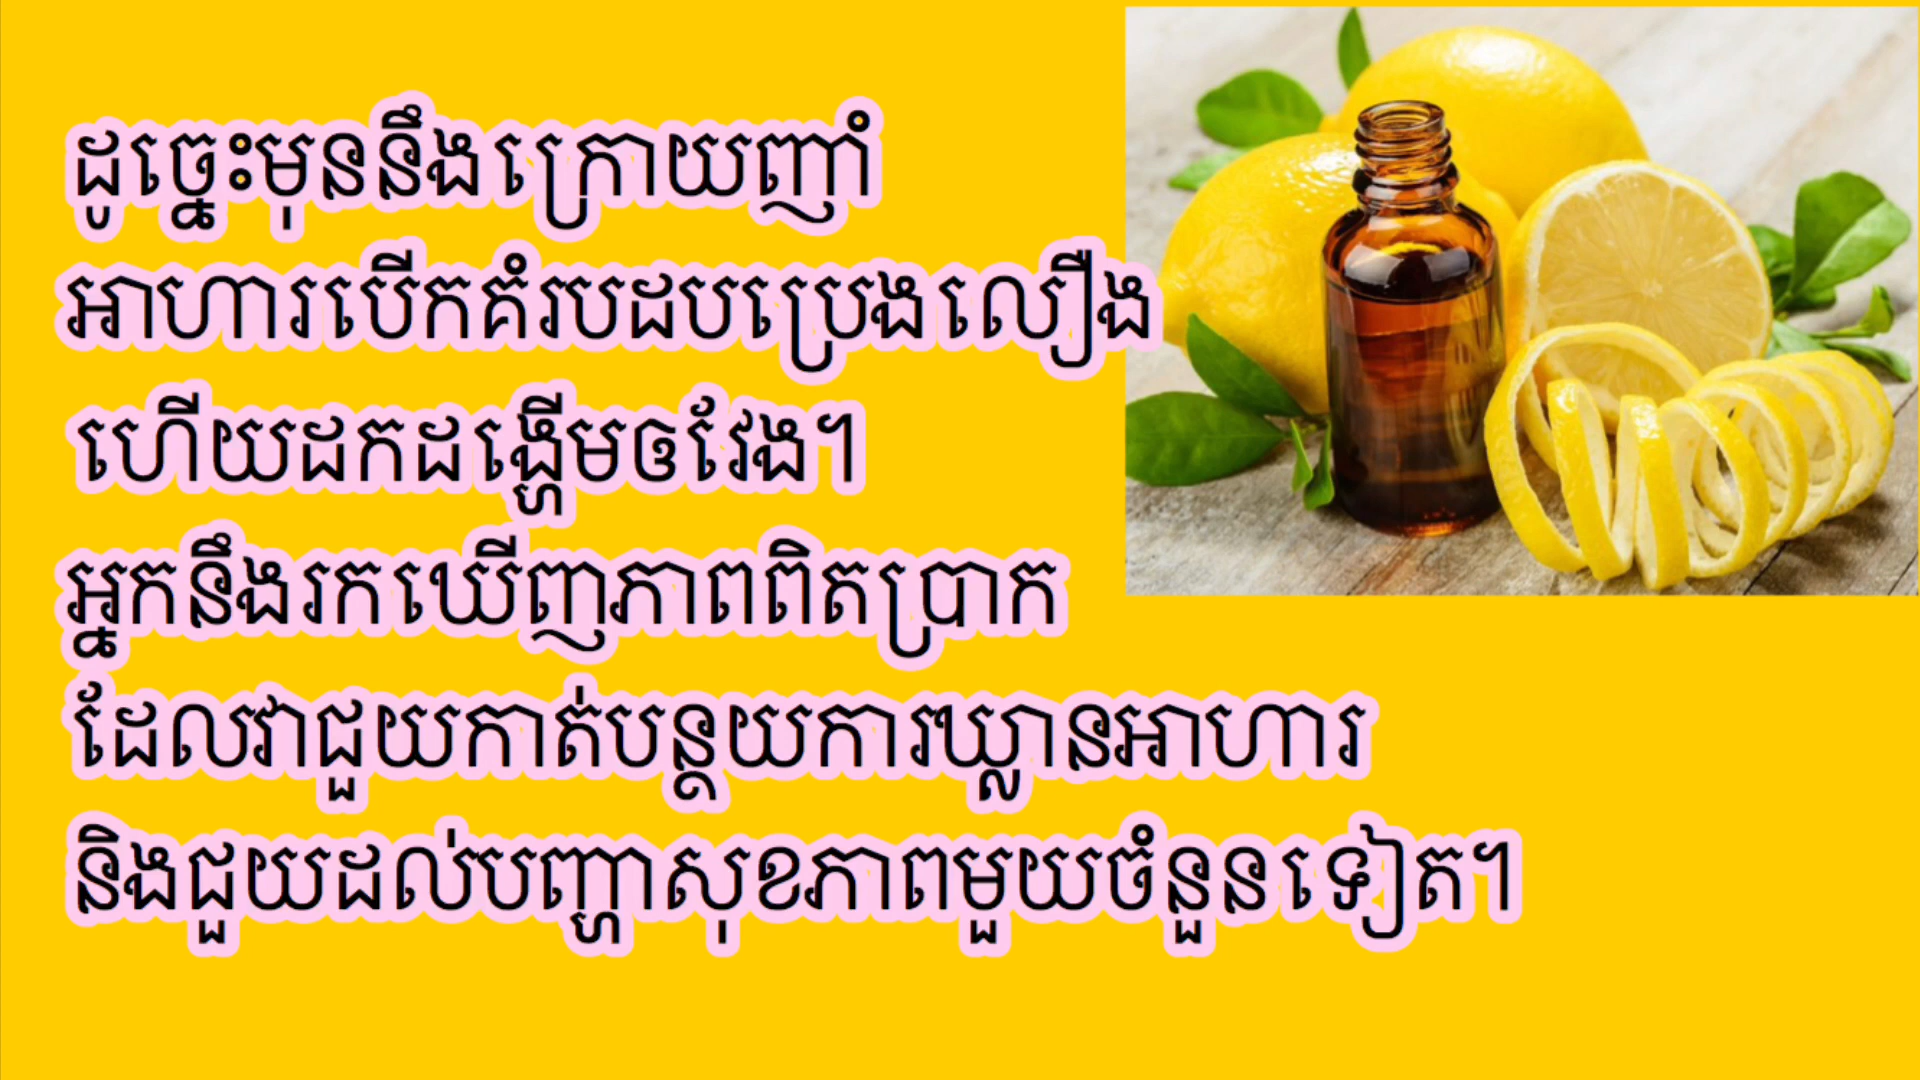 ដូច្នេះមុននឹងក្រោយញាំ
អាហារបើកគំរបដបប្រេងលឿង
ហើយដកដង្ហើមឲវែង។
អ្នកនឹងរកឃើញភាពពិតប្រាក
ដែលវាជួយកាត់បន្ថយការឃ្លានអាហារ
និងជួយដល់បញ្ហាសុខភាពមួយចំនួនទៀត។